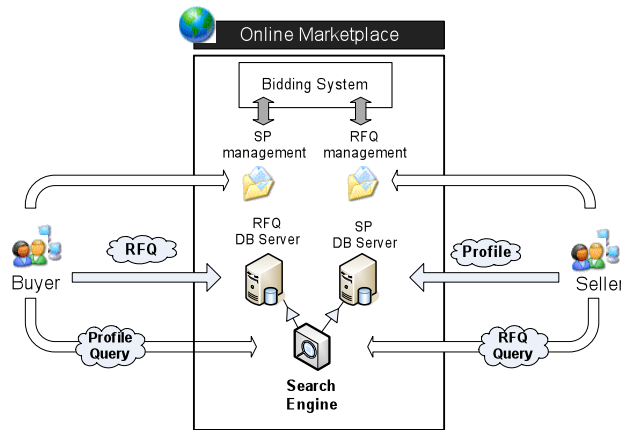 Online Marketplace
Bidding System
SP
management
RFQ
management
RFQ
DB Server
SP
DB Server
RFQ
Profile
Buyer
Seller
Profile
Query
RFQ
Query
Search
Engine